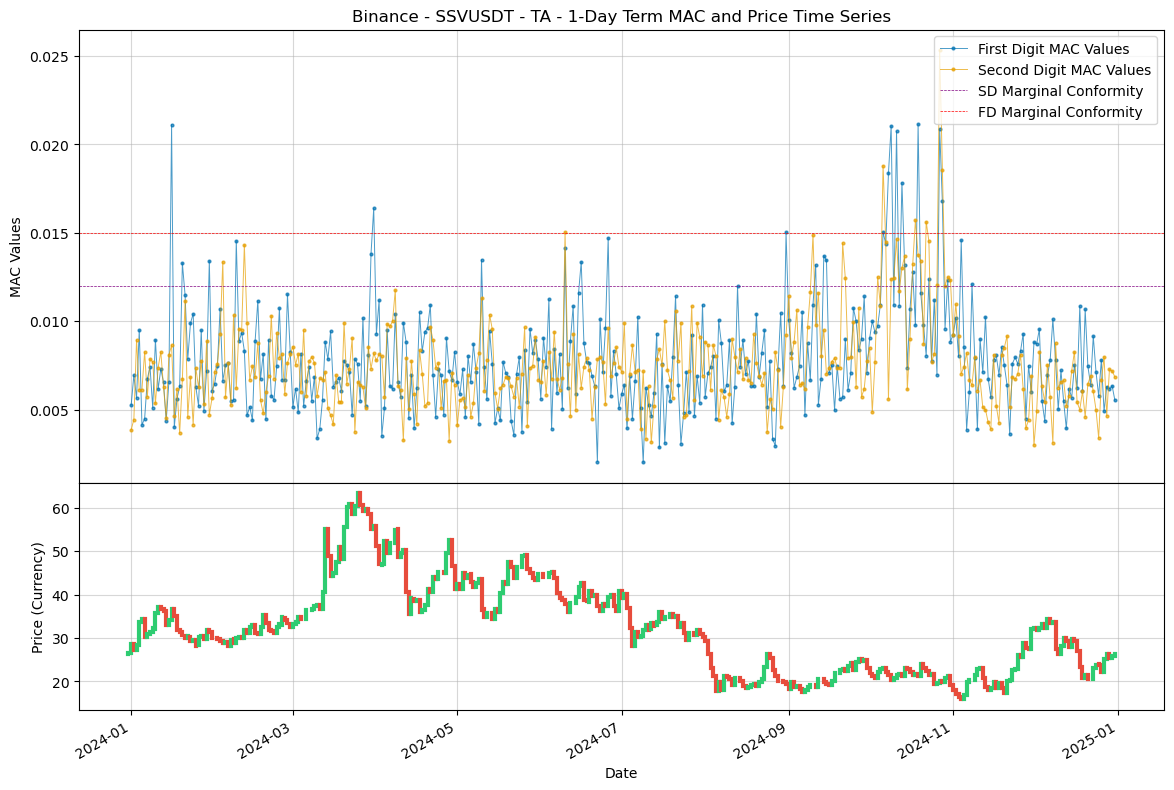 Binance - SSVUSDT - TA - 1-Day Term MAC and Price Time Series
First Digit MAC Values
Second Digit MAC Values
SD Marginal Conformity
FD Marginal Conformity
MAC Values
0.025
0.020
0.015
0.010
0.005
Price (Currency)
60
50
40
30
20
2024-01
2024-03
2024-05
2024-07
2024-09
2024-11
2025-01
Date